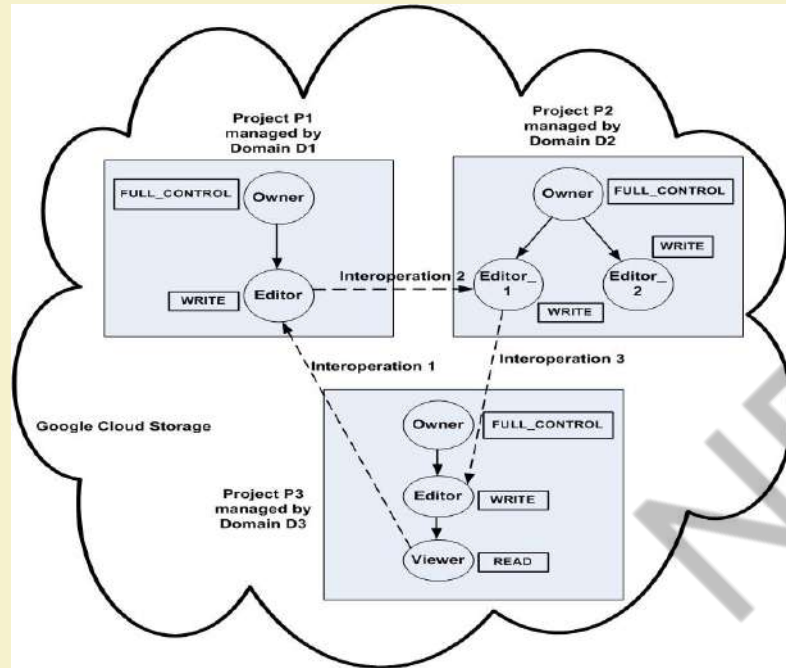 Project P1
managed by
Domain D1
Project P2
managed by
Domain D2
FULL_CONTROL
Owner
Owner
FULL_CONTROL
WRITE
Interoperation 2
WRITE
Editor
Editor_
1
Editor_
2
WRITE
Interoperation 1
Interoperation 3
Google Cloud Storage
Owner
FULL_CONTROL
Project P3
managed by
Domain D3
Editor
WRITE
Viewer
READ